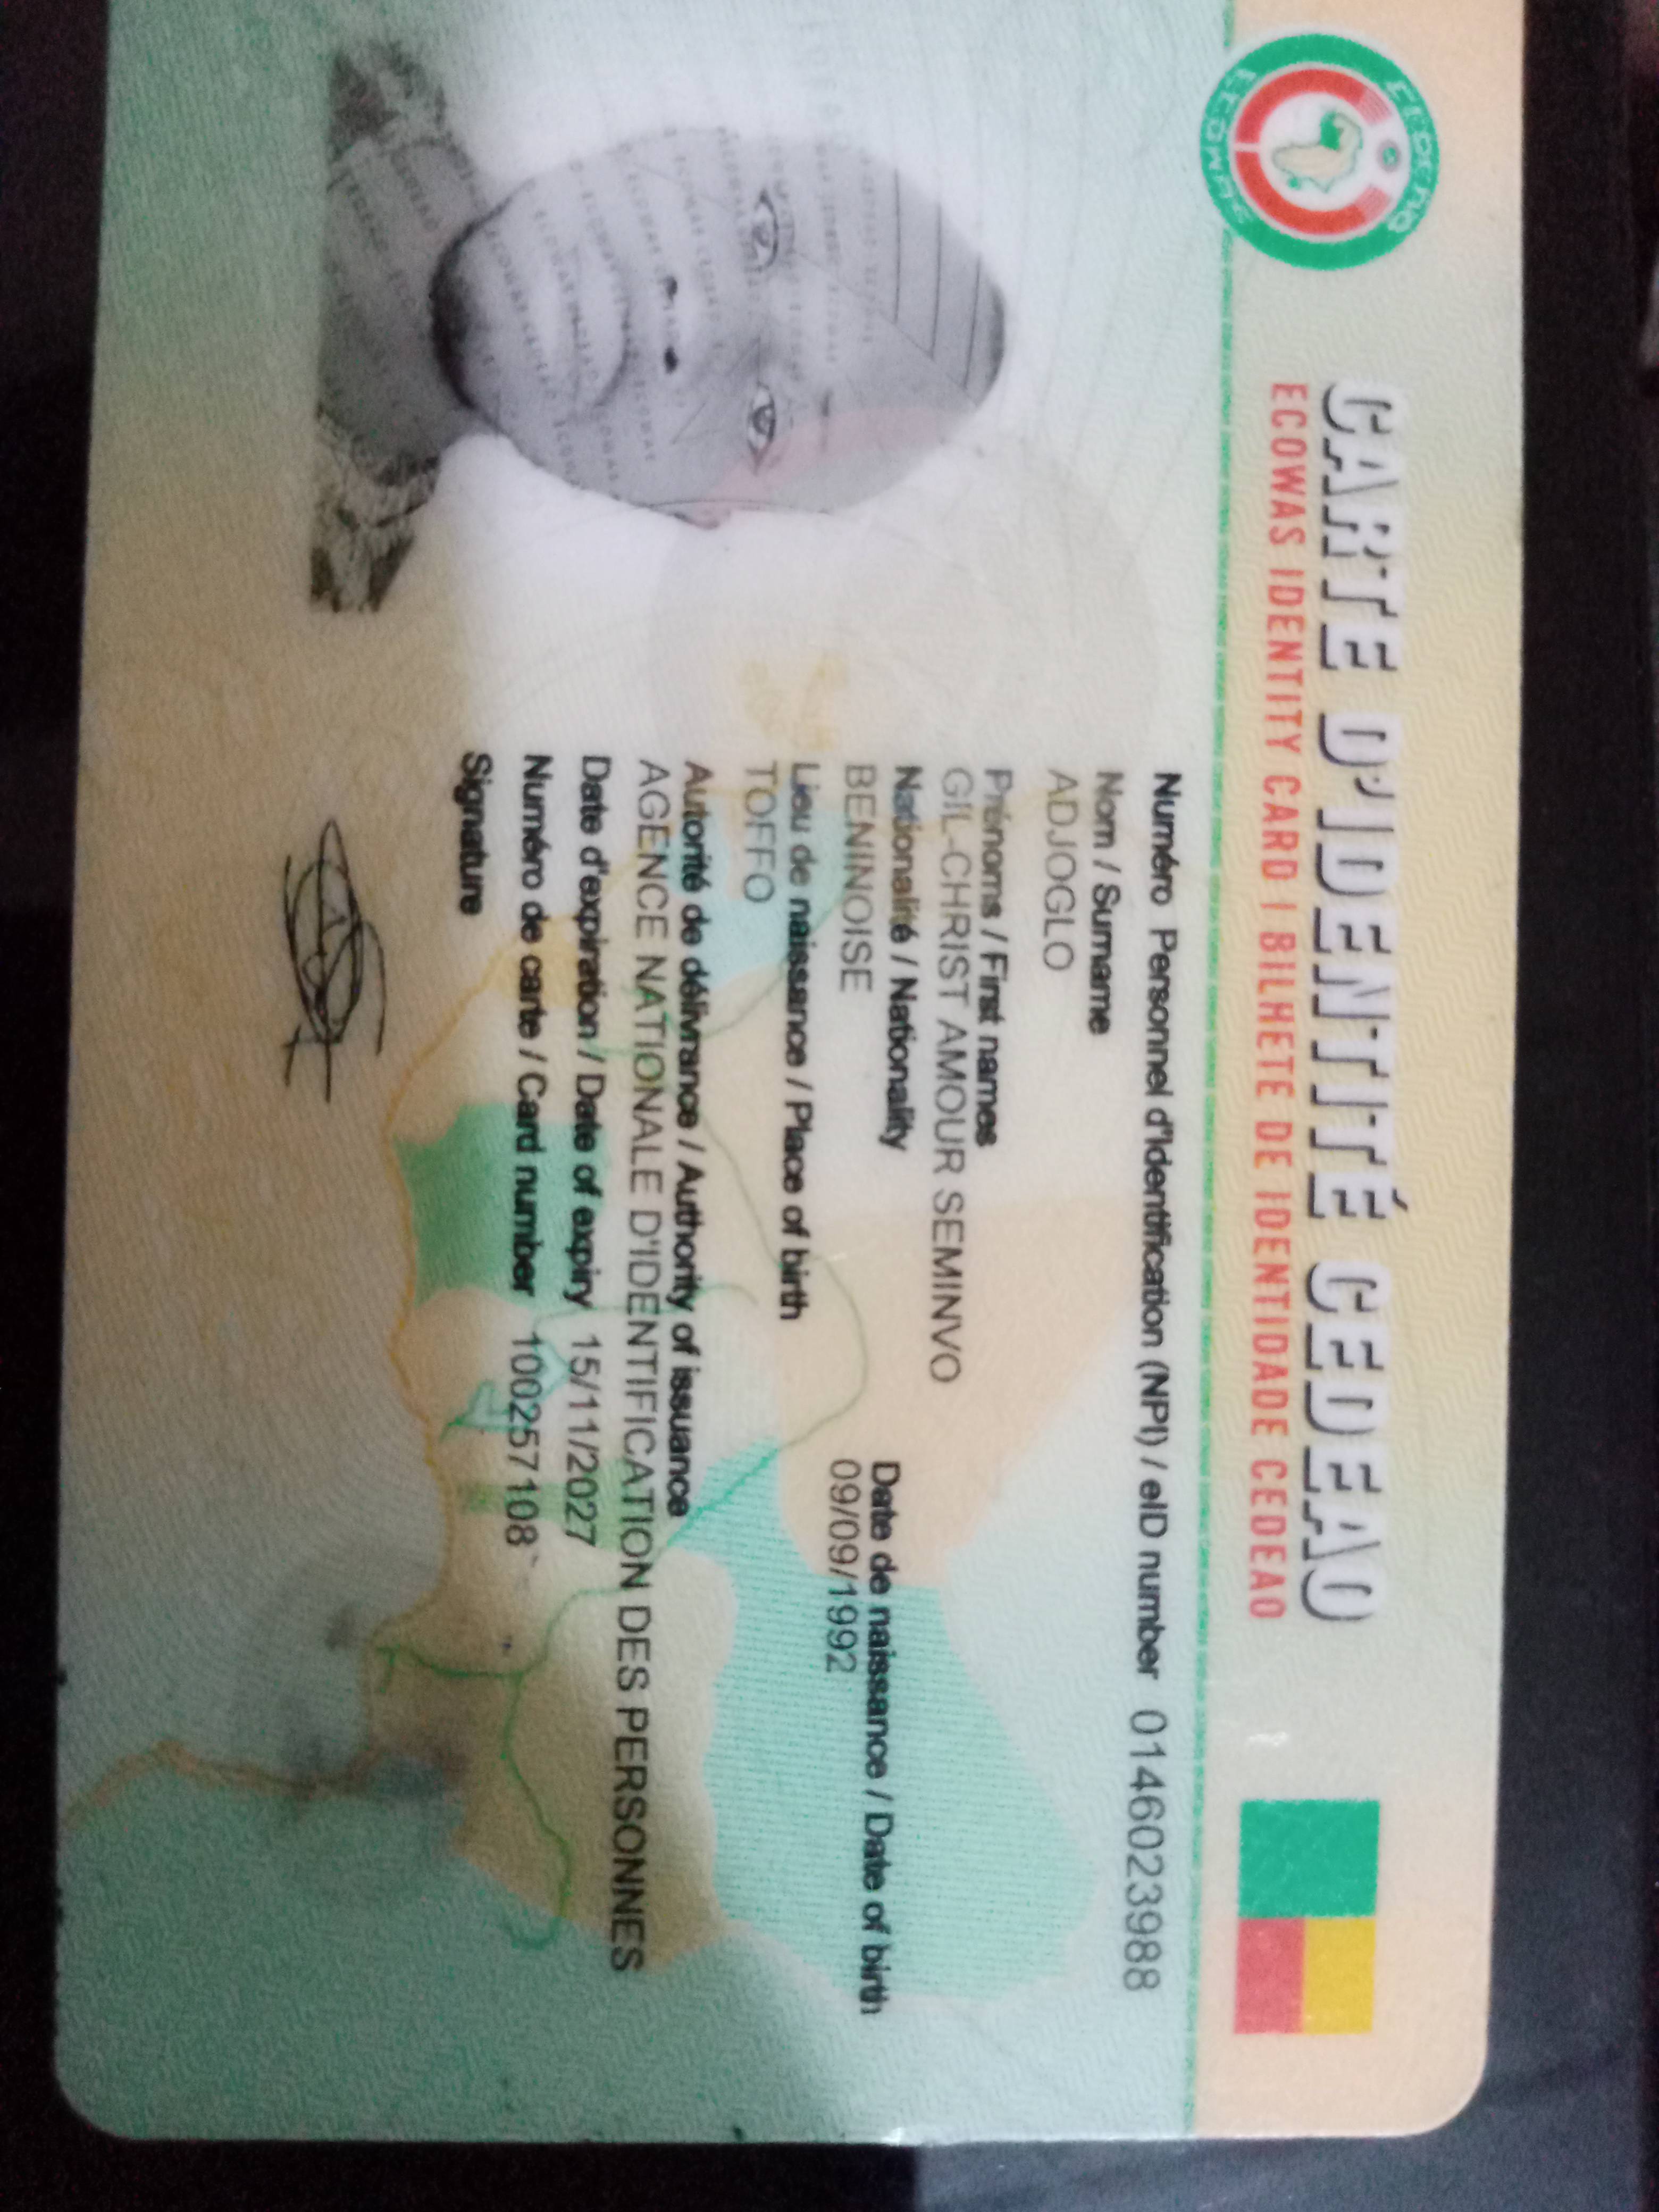 CEDEAO
ECOWAS
CARTE D'IDENTITÉ CEDEAO
ECOWAS IDENTITY CARD / BILHETE DE IDENTIDADE CEDEAO
Numéro Personnel d'Identification (NPI) / eID number 0146023988
Nom / Surname
ADJOGLO
Prénoms / First names
GIL-CHRIST AMOUR SEMINVO
Nationalité / Nationality
BENINOISE
Date de naissance / Date of birth
09/09/1992
Lieu de naissance / Place of birth
TOFFO
Autorité de délivrance / Authority of issuance
AGENCE NATIONALE D'IDENTIFICATION DES PERSONNES
Date d'expiration / Date of expiry 15/11/2027
Numéro de carte / Card number 100257108
Signature